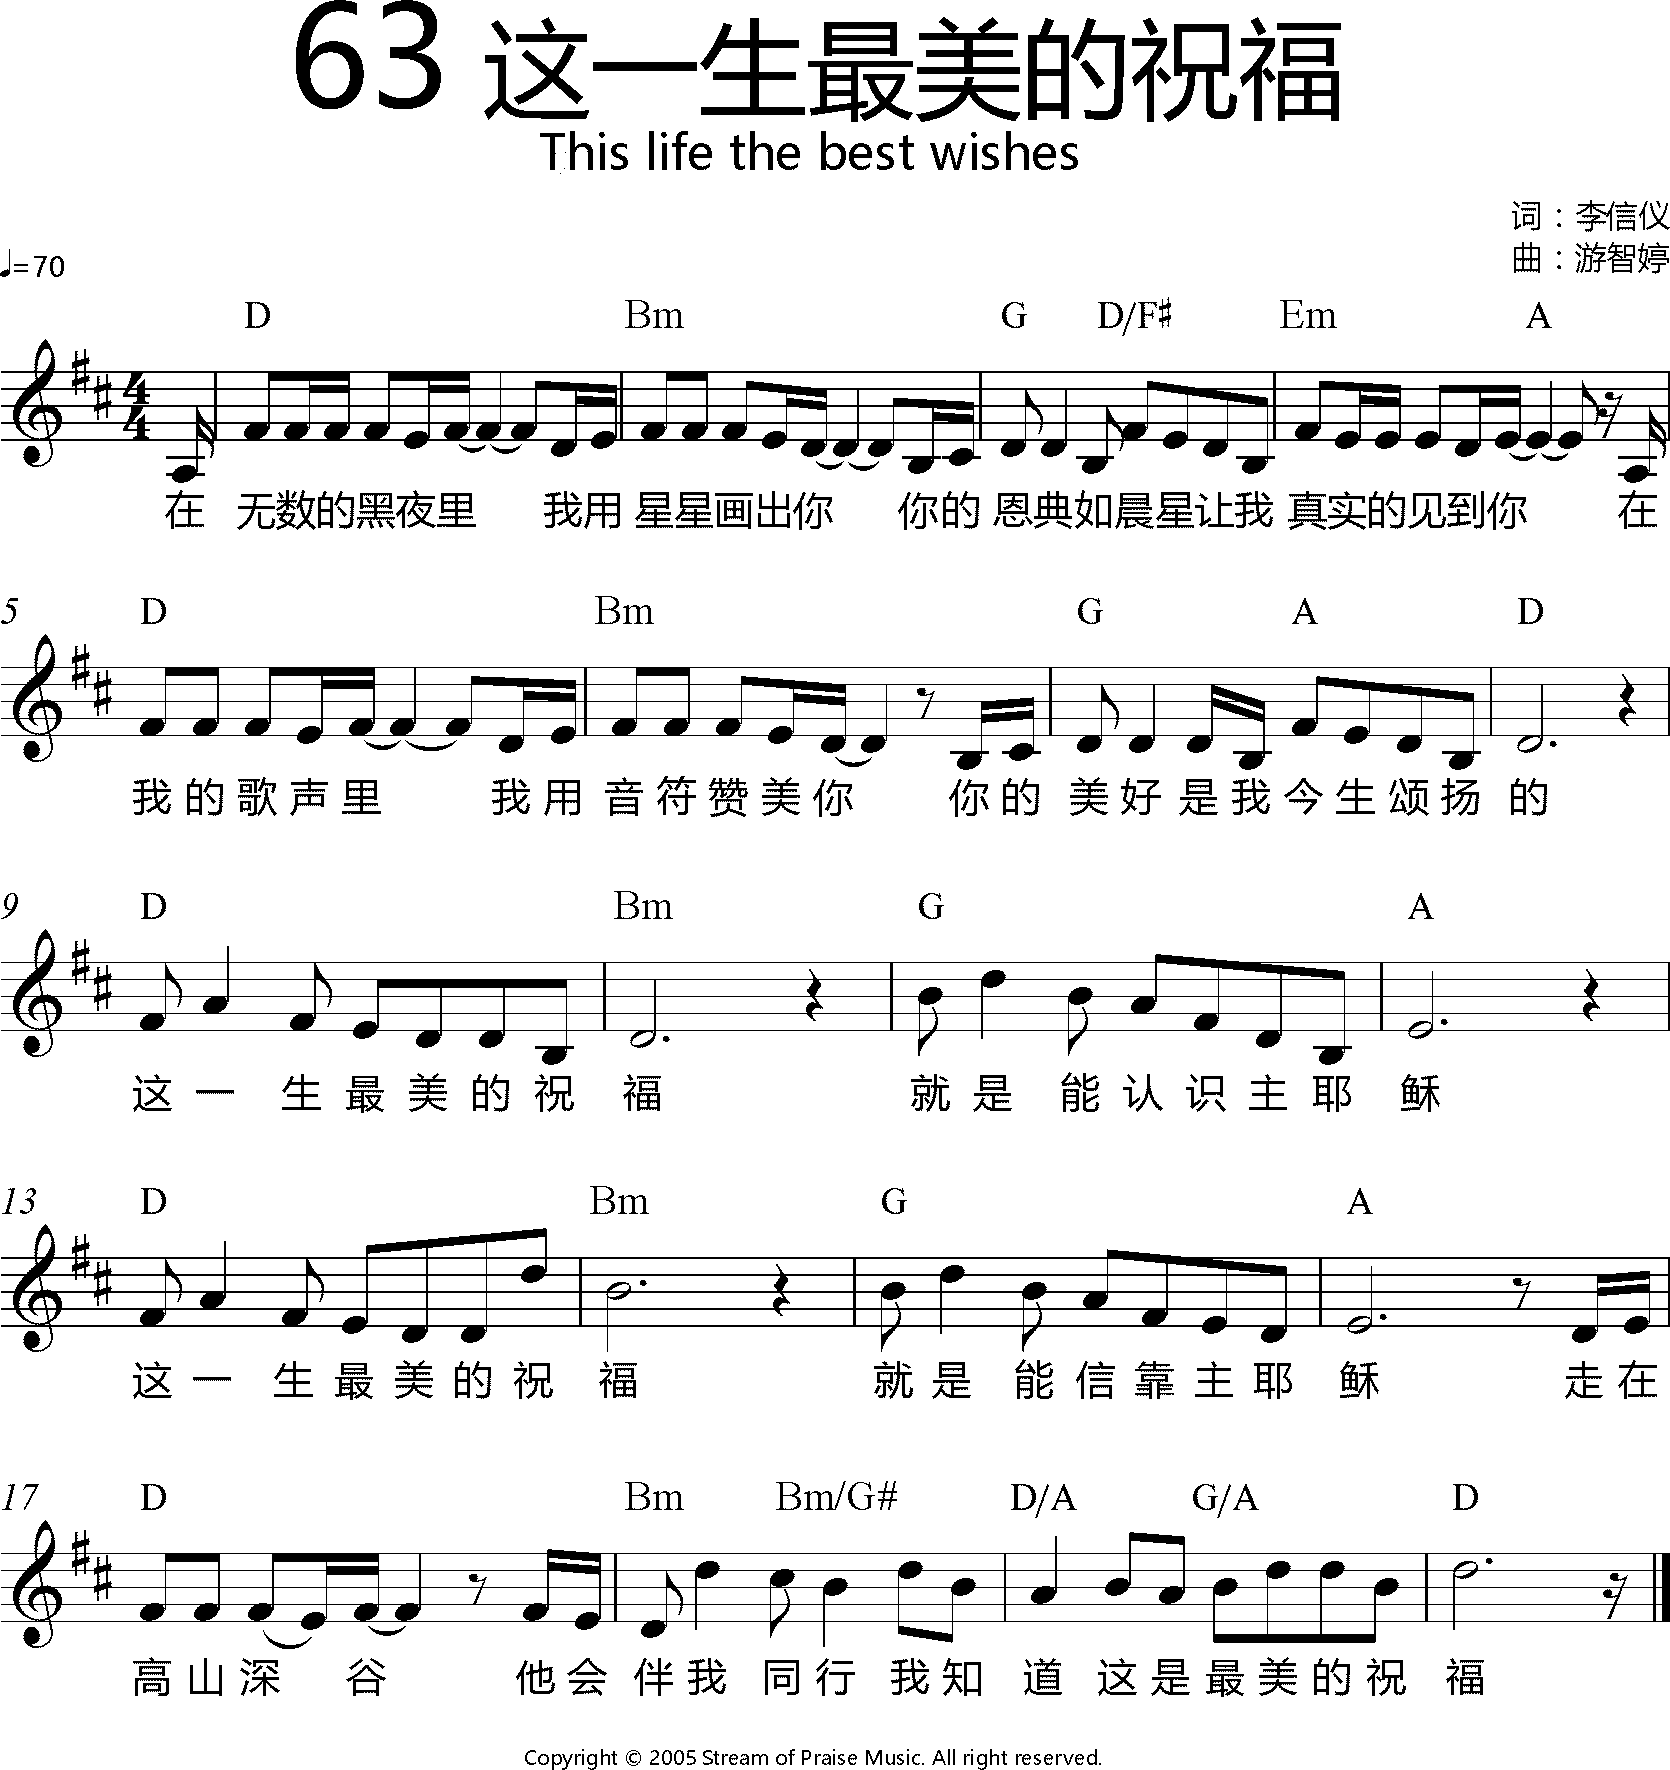 63 这一生最美的祝福
This life the best wishes
词：李信仪
♩=70
曲：游智婷
D Bm G D/F♯ Em A
4/4
在 无数的黑夜里 我用 星星画出你 你的 恩典如晨星让我 真实的见到你 在
5 D Bm G A D
我的歌声里 我用 音符赞美你 你的 美好是我今生颂扬 的
9 D Bm G A
这一生最美的祝 福 就是能认识主耶 稣
13 D Bm G A
这一生最美的祝 福 就是能信靠主耶 稣 走在
17 D Bm Bm/G# D/A G/A D
高山深谷 他会 伴我同行我知 道这是最美的祝 福
Copyright © 2005 Stream of Praise Music. All right reserved.